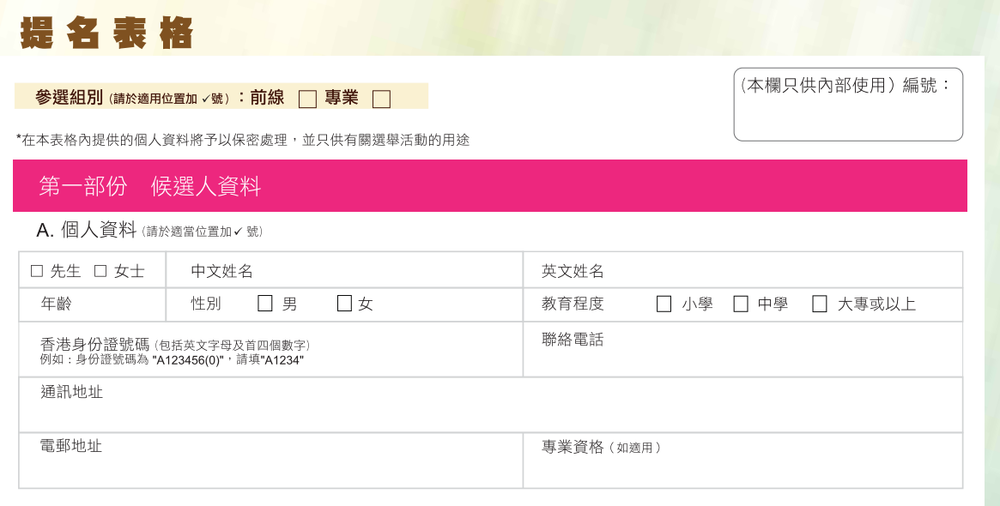 提名表格
參選組別 (請於適用位置加 ✓號) ：前線 □ 專業 □
(本欄只供內部使用) 編號：
*在本表格內提供的個人資料將予以保密處理，並只供有關選舉活動的用途
第一部份　候選人資料
A. 個人資料 (請於適當位置加✓ 號)
□ 先生 □ 女士 中文姓名 英文姓名
年齡 性別 □ 男 □ 女 教育程度 □ 小學 □ 中學 □ 大專或以上
香港身份證號碼 (包括英文字母及首四個數字) 聯絡電話
例如：身份證號碼為 "A123456(0)"，請填"A1234"
通訊地址
電郵地址 專業資格 (如適用)